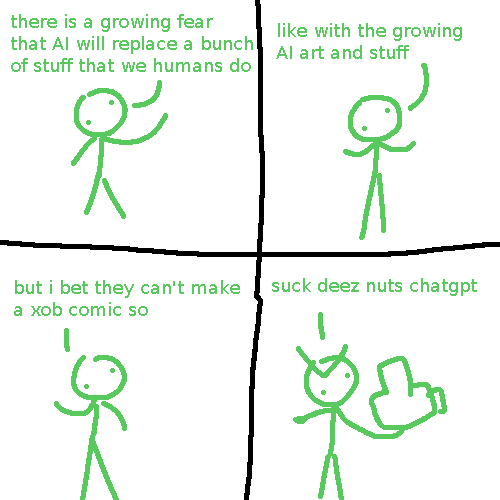 there is a growing fear
that AI will replace a bunch
of stuff that we humans do
like with the growing
AI art and stuff
but i bet they can't make
a xob comic so
suck deez nuts chatgpt